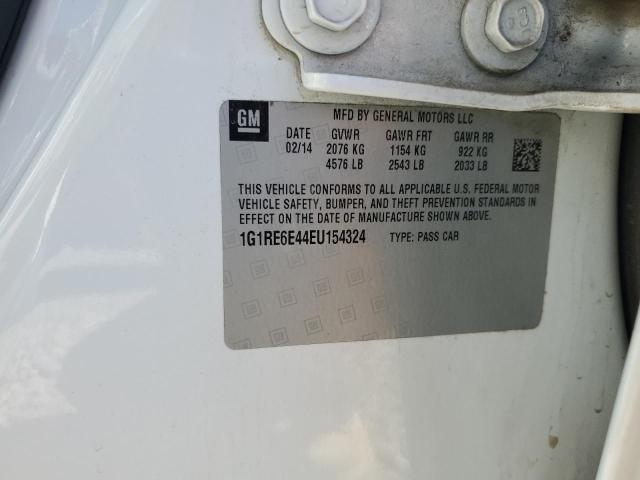 GM
MFD BY GENERAL MOTORS LLC
DATE GVWR GAWR FRT GAWR RR
02/14 2076 KG 1154 KG 922 KG
4576 LB 2543 LB 2033 LB
THIS VEHICLE CONFORMS TO ALL APPLICABLE U.S. FEDERAL MOTOR
VEHICLE SAFETY, BUMPER, AND THEFT PREVENTION STANDARDS IN
EFFECT ON THE DATE OF MANUFACTURE SHOWN ABOVE.
1G1RE6E44EU154324 TYPE: PASS CAR